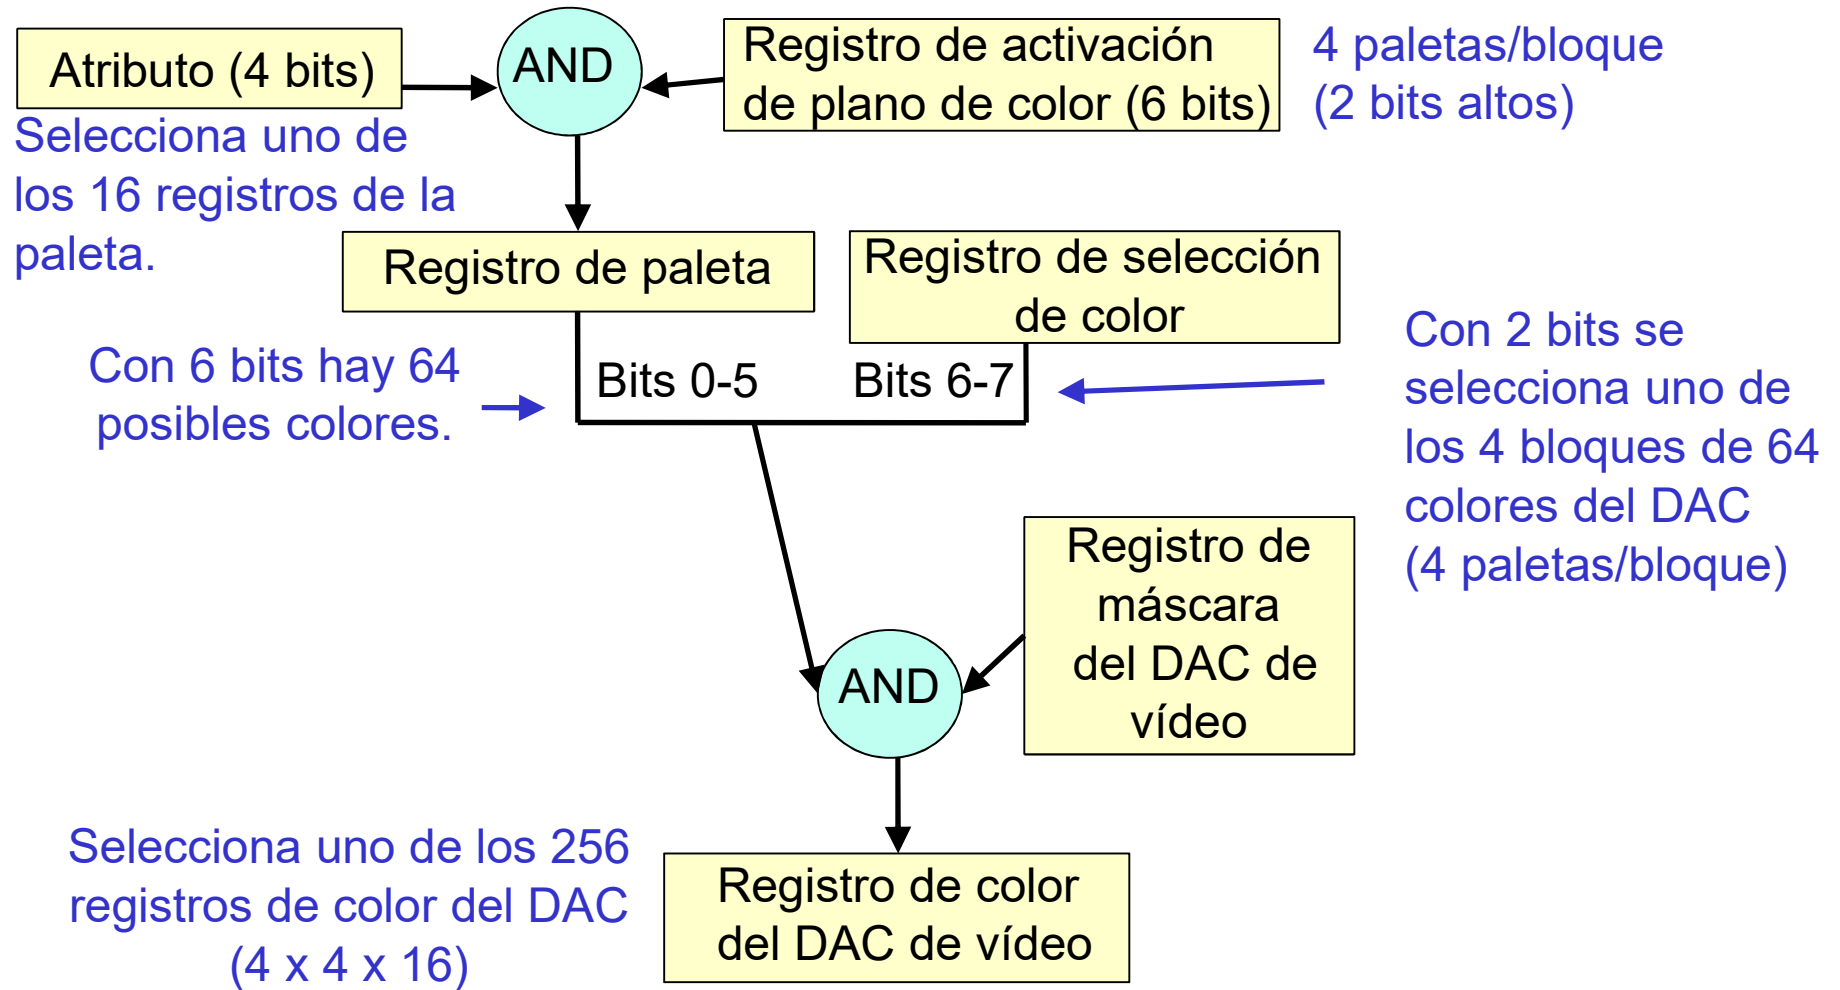 Atributo (4 bits)
AND
Registro de activación
de plano de color (6 bits)
4 paletas/bloque
(2 bits altos)
Selecciona uno de
los 16 registros de la
paleta.
Registro de paleta
Registro de selección
de color
Con 6 bits hay 64
posibles colores.
Bits 0-5
Bits 6-7
Con 2 bits se
selecciona uno de
los 4 bloques de 64
colores del DAC
(4 paletas/bloque)
Registro de
máscara
del DAC de
vídeo
AND
Selecciona uno de los 256
registros de color del DAC
(4 x 4 x 16)
Registro de color
del DAC de vídeo